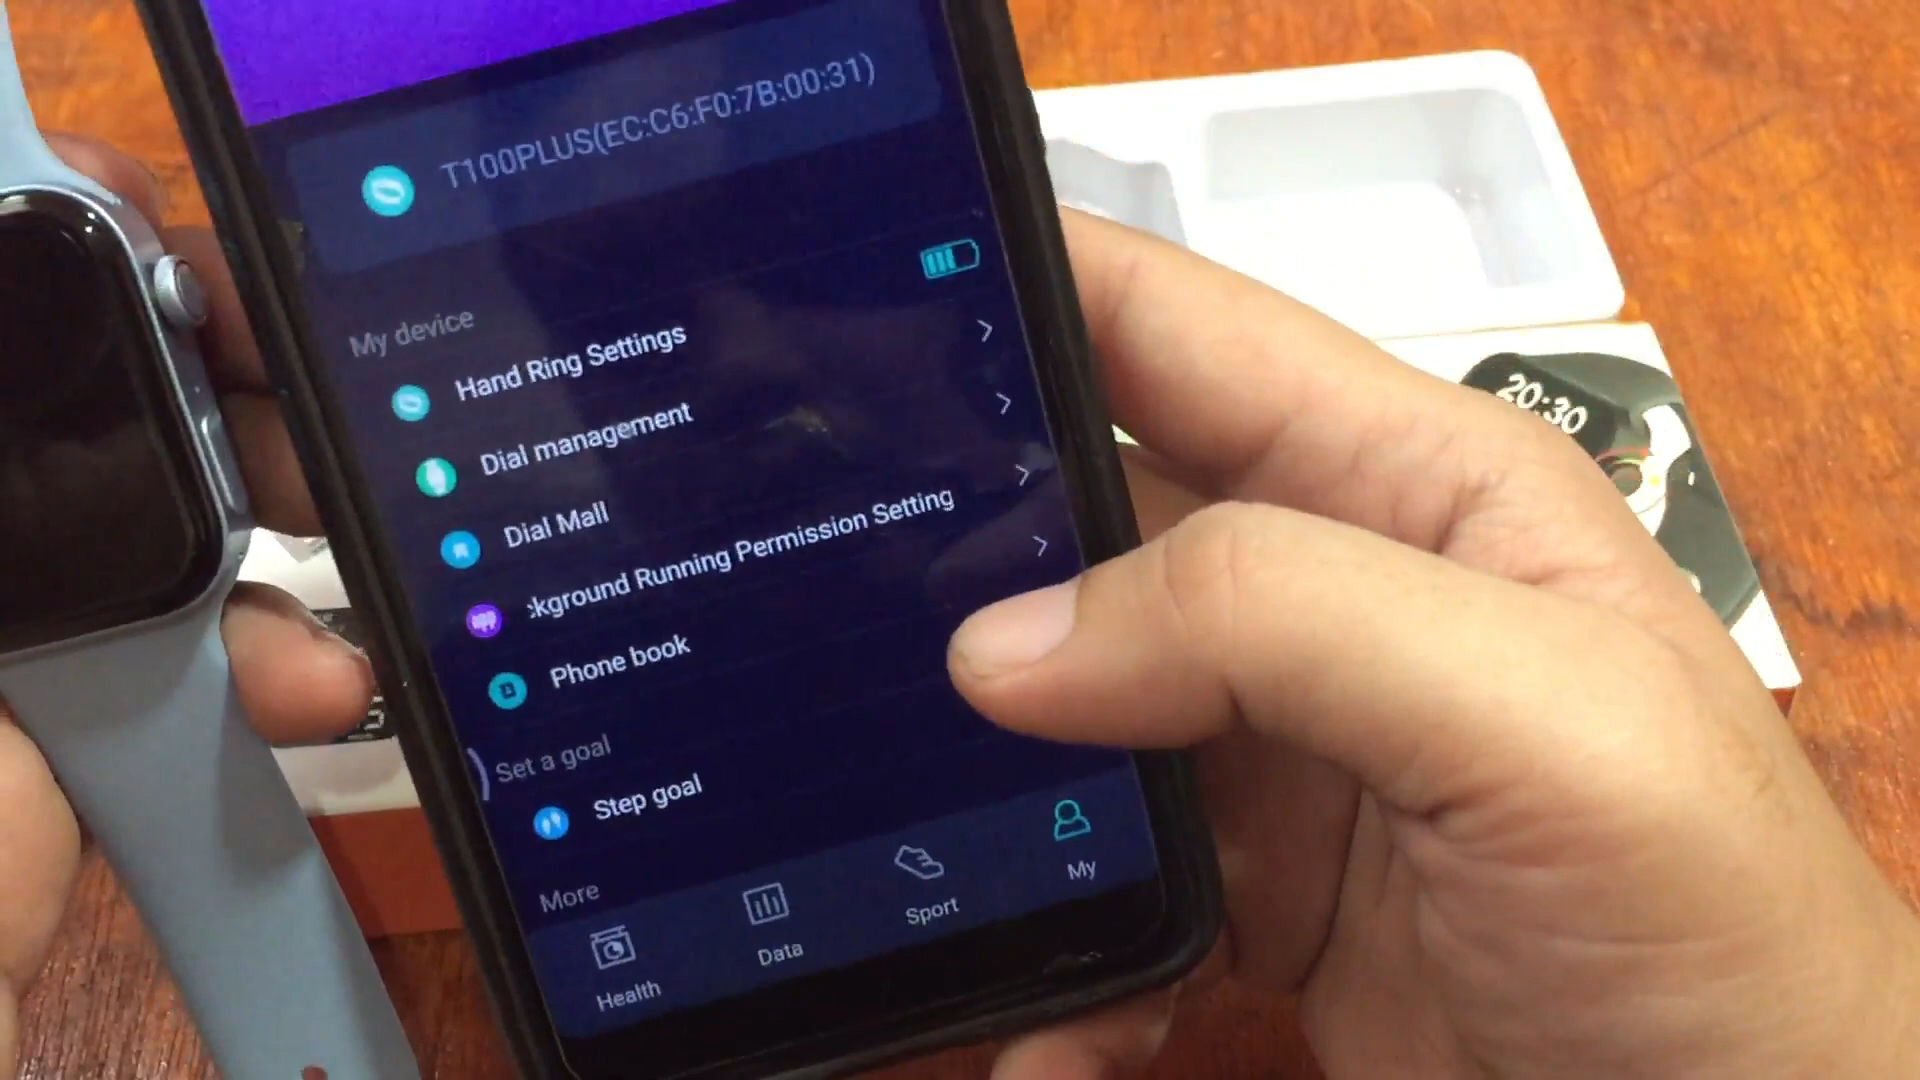 T100PLUS(EC:C6:F0:7B:00:31)
My device
Hand Ring Settings
Dial management
Dial Mall
kground Running Permission Setting
Phone book
Set a goal
Step goal
More
Health
Data
Sport
My
20:30